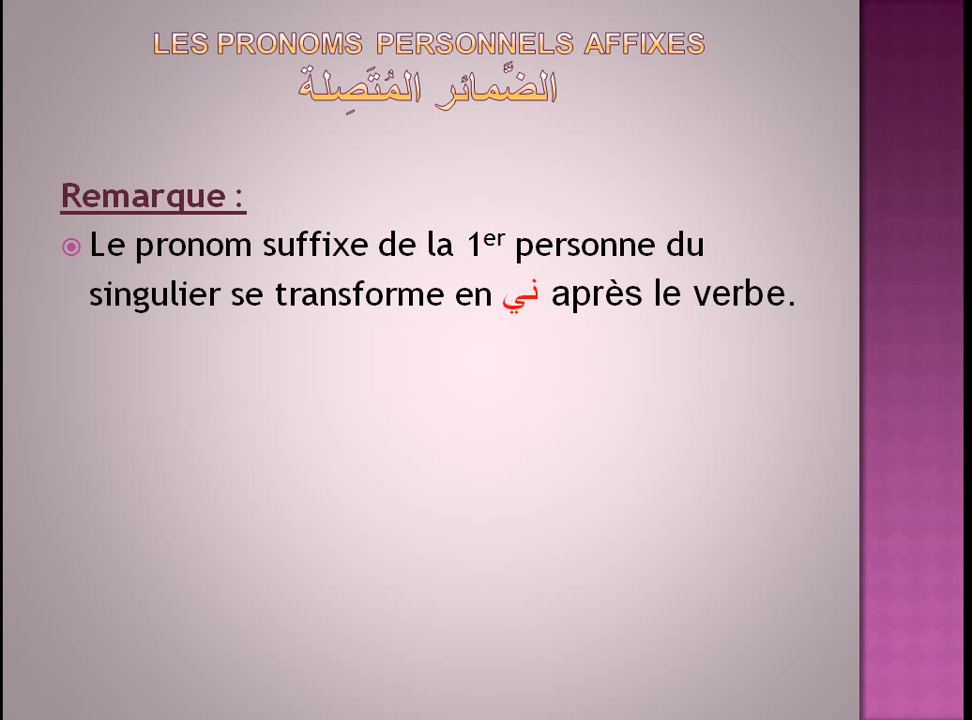 LES PRONOMS PERSONNELS AFFIXES
الضَّمائر المُتَصِلة
Remarque :
Le pronom suffixe de la 1er personne du
singulier se transforme en ني après le verbe.